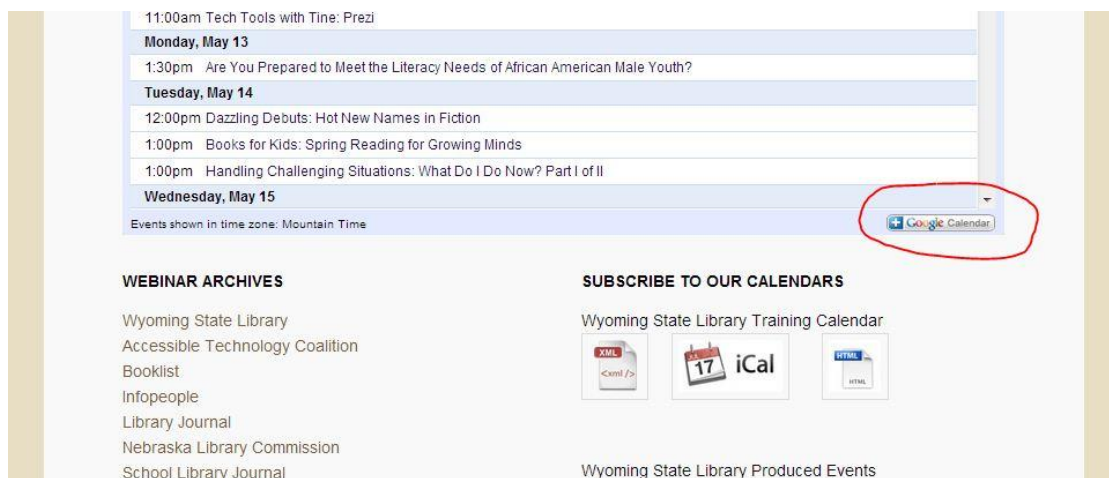 11:00am Tech Tools with Tine: Prezi
Monday, May 13
1:30pm Are You Prepared to Meet the Literacy Needs of African American Male Youth?
Tuesday, May 14
12:00pm Dazzling Debuts: Hot New Names in Fiction
1:00pm Books for Kids: Spring Reading for Growing Minds
1:00pm Handling Challenging Situations: What Do I Do Now? Part I of II
Wednesday, May 15
Events shown in time zone: Mountain Time
Google Calendar
WEBINAR ARCHIVES
Wyoming State Library
Accessible Technology Coalition
Booklist
Infopeople
Library Journal
Nebraska Library Commission
School Library Journal
SUBSCRIBE TO OUR CALENDARS
Wyoming State Library Training Calendar
XML
<xml />
JUL
17
iCal
HTML
HTML
Wyoming State Library Produced Events